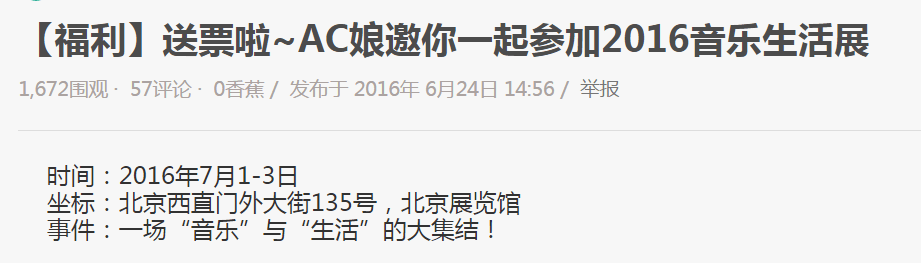 【福利】送票啦~AC娘邀你一起参加2016音乐生活展
1,672围观 · 57评论 · 0香蕉 / 发布于 2016年 6月24日 14:56 / 举报
时间：2016年7月1-3日
坐标：北京西直门外大街135号，北京展览馆
事件：一场“音乐”与“生活”的大集结！